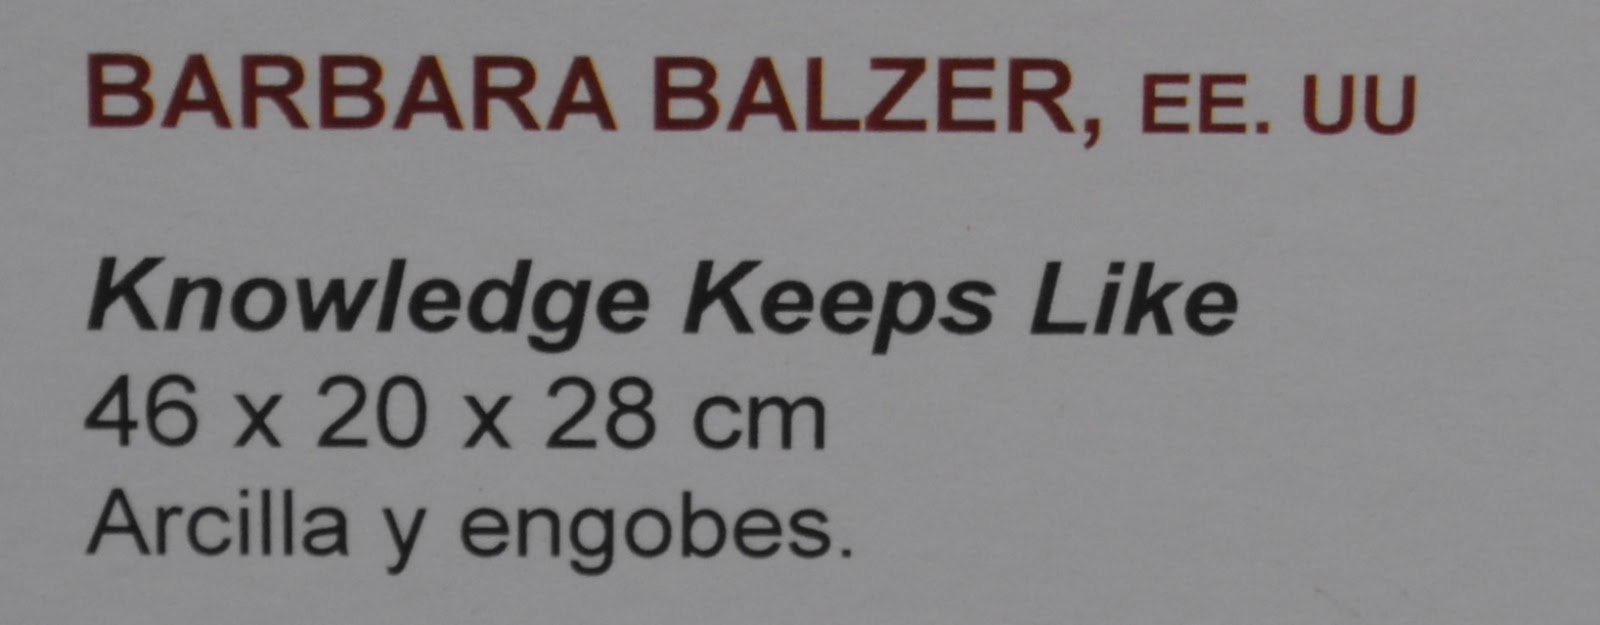 BARBARA BALZER, EE. UU
Knowledge Keeps Like
46 x 20 x 28 cm
Arcilla y engobes.